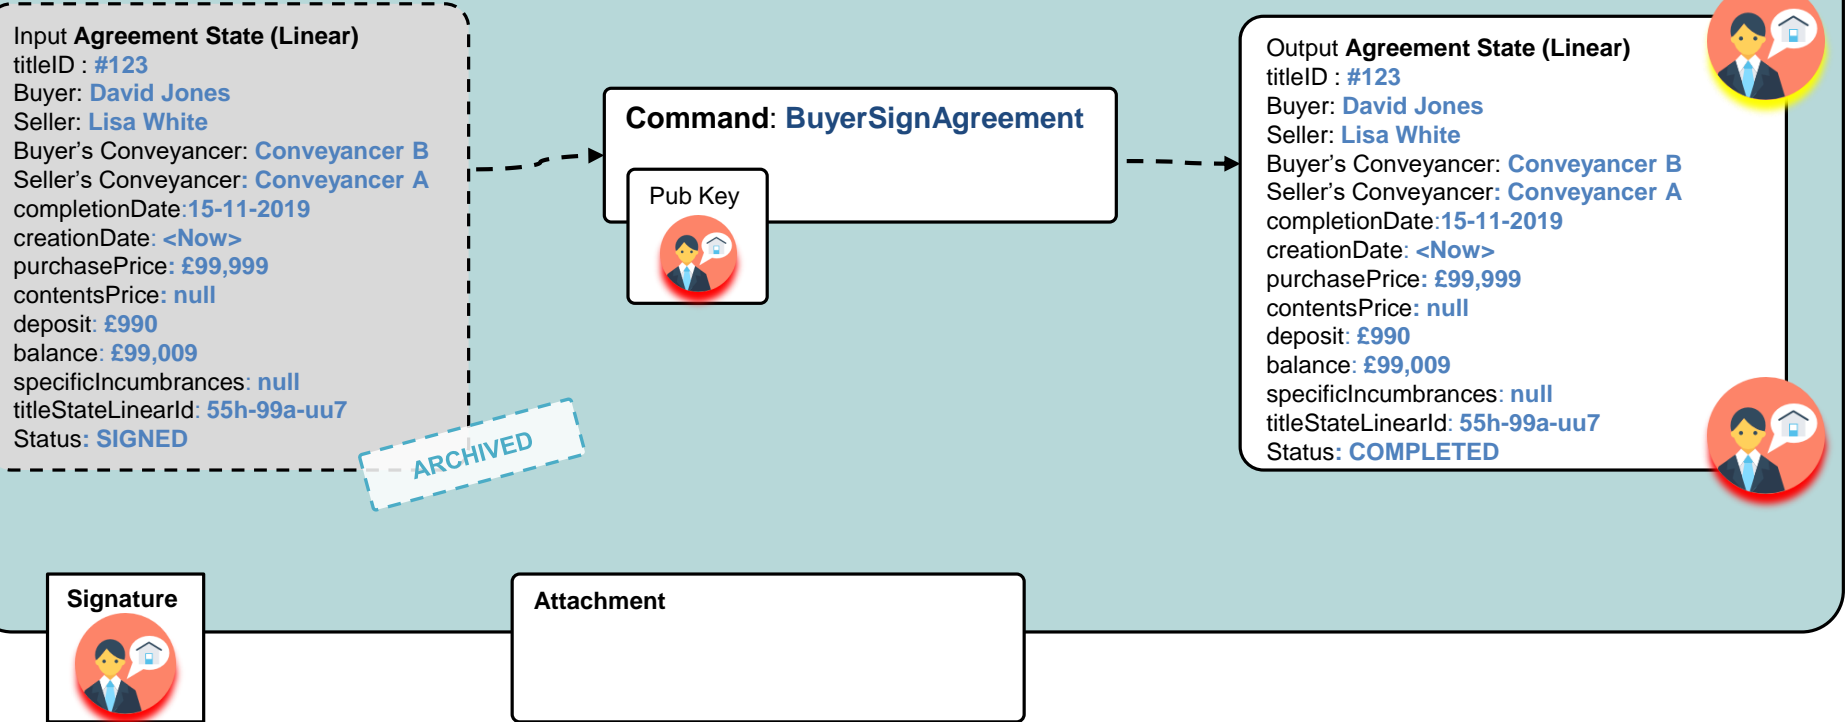 Input Agreement State (Linear)
titleID : #123
Buyer: David Jones
Seller: Lisa White
Buyer's Conveyancer: Conveyancer B
Seller's Conveyancer: Conveyancer A
completionDate:15-11-2019
creationDate: <Now>
purchasePrice: £99,999
contentsPrice: null
deposit: £990
balance: £99,009
specificIncumbrances: null
titleStateLinearId: 55h-99a-uu7
Status: SIGNED
ARCHIVED
Command: BuyerSignAgreement
Pub Key
Output Agreement State (Linear)
titleID : #123
Buyer: David Jones
Seller: Lisa White
Buyer's Conveyancer: Conveyancer B
Seller's Conveyancer: Conveyancer A
completionDate:15-11-2019
creationDate: <Now>
purchasePrice: £99,999
contentsPrice: null
deposit: £990
balance: £99,009
specificIncumbrances: null
titleStateLinearId: 55h-99a-uu7
Status: COMPLETED
Signature
Attachment